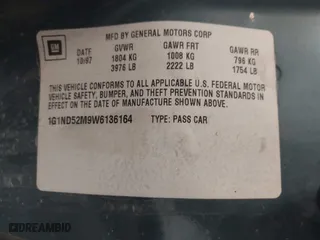 GM
MFD BY GENERAL MOTORS CORP
DATE GVWR GAWR FRT GAWR RR
10/97 1804 KG 1008 KG 796 KG
3976 LB 2222 LB 1754 LB
THIS VEHICLE CONFORMS TO ALL APPLICABLE U.S. FEDERAL MOTOR
VEHICLE SAFETY, BUMPER, AND THEFT PREVENTION STANDARDS IN
EFFECT ON THE DATE OF MANUFACTURE SHOWN ABOVE.
1G1ND52M9W6136164 TYPE: PASS CAR
DREAMBID